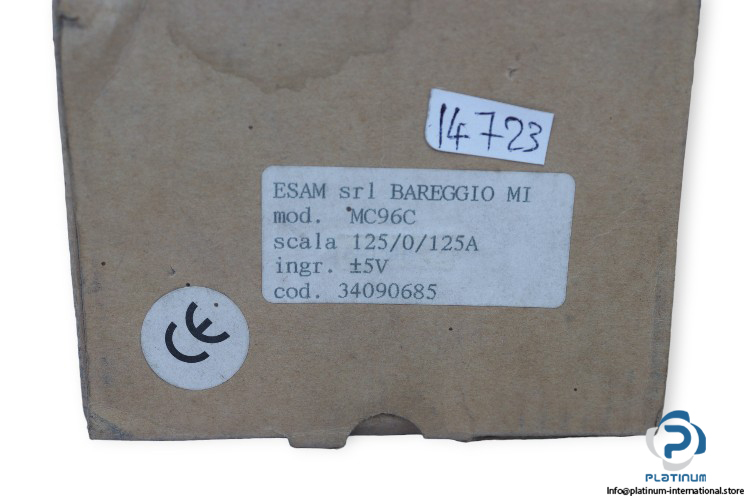 14723
ESAM srl BAREGGIO MI
mod. MC96C
scala 125/0/125A
ingr. ±5V
cod. 34090685
CE
PLATINUM
Info@platinum-international.store